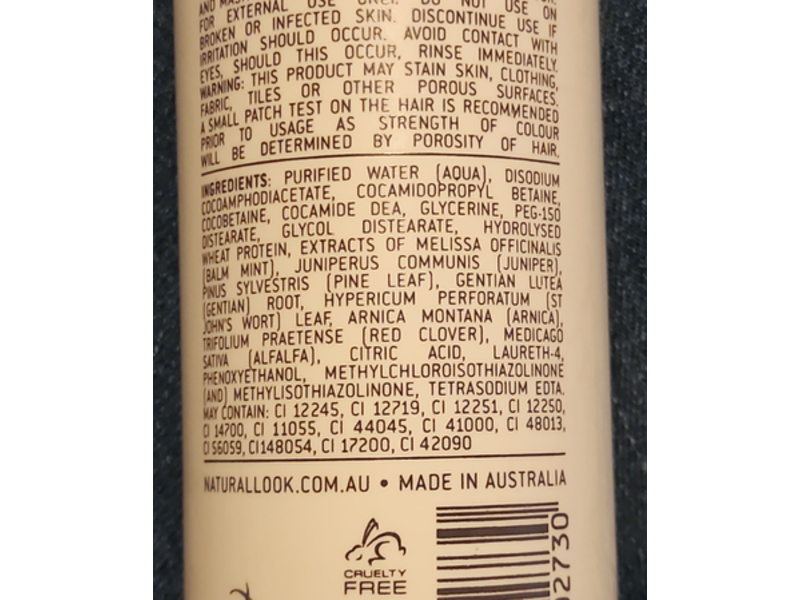 FOR EXTERNAL USE ONLY. DO NOT USE ON
BROKEN OR INFECTED SKIN. DISCONTINUE USE IF
IRRITATION SHOULD OCCUR. AVOID CONTACT WITH
EYES, SHOULD THIS OCCUR, RINSE IMMEDIATELY.
WARNING: THIS PRODUCT MAY STAIN SKIN, CLOTHING,
FABRIC, TILES OR OTHER POROUS SURFACES.
A SMALL PATCH TEST ON THE HAIR IS RECOMMENDED
PRIOR TO USAGE AS STRENGTH OF COLOUR
WILL BE DETERMINED BY POROSITY OF HAIR.
INGREDIENTS: PURIFIED WATER (AQUA), DISODIUM
COCOAMPHODIACETATE, COCAMIDOPROPYL BETAINE,
COCOBETAINE, COCAMIDE DEA, GLYCERINE, PEG-150
DISTEARATE, GLYCOL DISTEARATE, HYDROLYSED
WHEAT PROTEIN, EXTRACTS OF MELISSA OFFICINALIS
(BALM MINT), JUNIPERUS COMMUNIS (JUNIPER),
PINUS SYLVESTRIS (PINE LEAF), GENTIAN LUTEA
(GENTIAN) ROOT, HYPERICUM PERFORATUM (ST
JOHN'S WORT) LEAF, ARNICA MONTANA (ARNICA),
TRIFOLIUM PRAETENSE (RED CLOVER), MEDICAGO
SATIVA (ALFALFA), CITRIC ACID, LAURETH-4,
PHENOXYETHANOL, METHYLCHLOROISOTHIAZOLINONE
(AND) METHYLISOTHIAZOLINONE, TETRASODIUM EDTA.
MAY CONTAIN: CI 12245, CI 12719, CI 12251, CI 12250,
CI 14700, CI 11055, CI 44045, CI 41000, CI 48013,
CI 56059, CI148054, CI 17200, CI 42090
NATURALLOOK.COM.AU • MADE IN AUSTRALIA
CRUELTY
FREE
02730